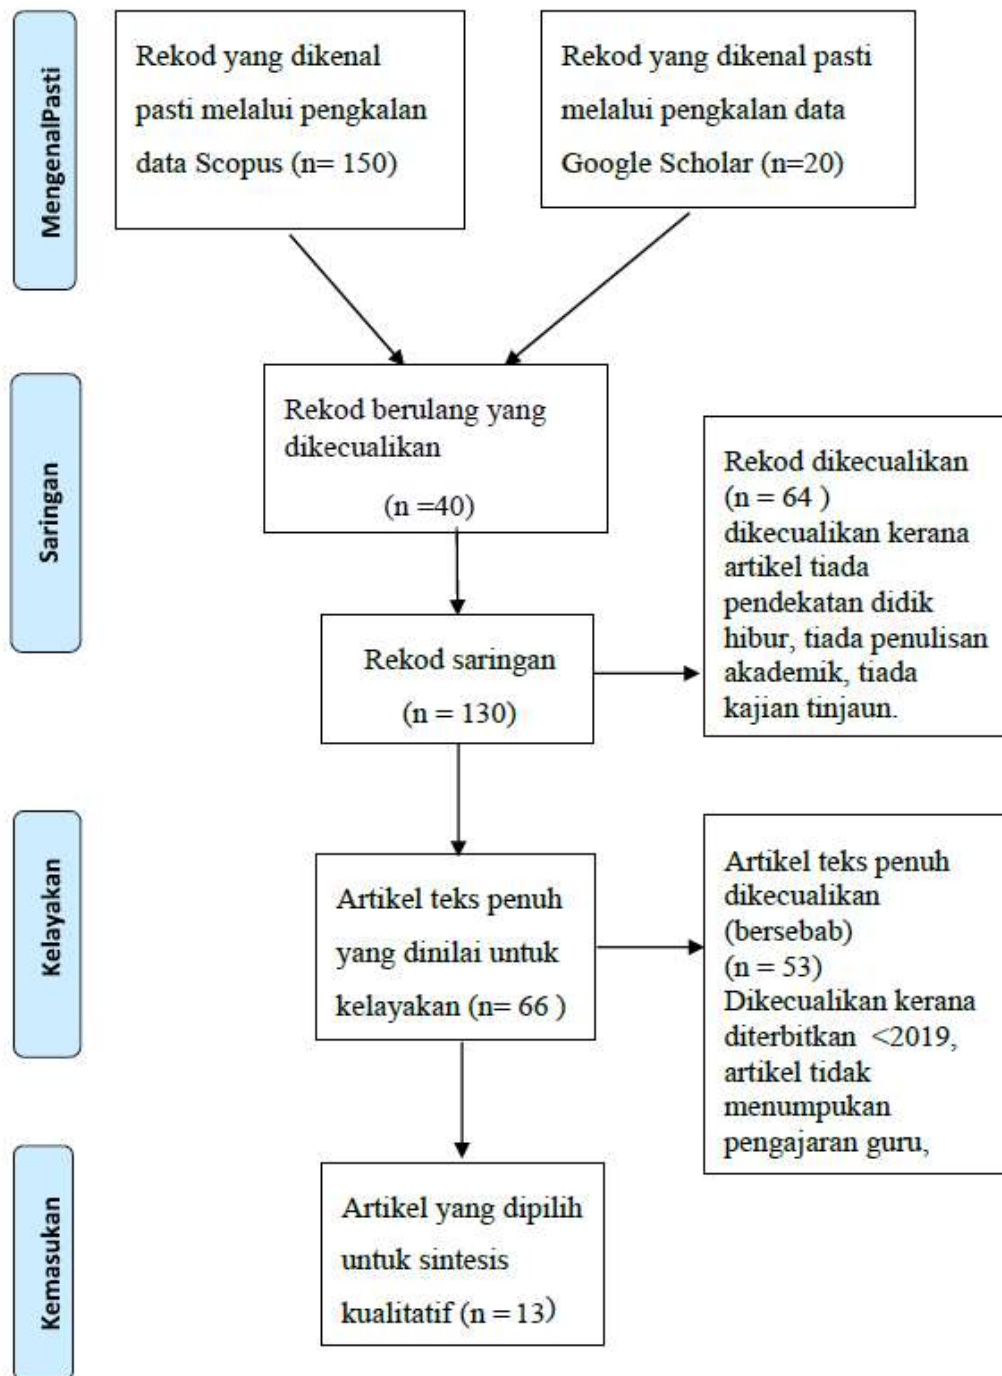 MengenalPasti
Rekod yang dikenal
pasti melalui pengkalan
data Scopus (n= 150)
Rekod yang dikenal pasti
melalui pengkalan data
Google Scholar (n=20)
Saringan
Rekod berulang yang
dikecualikan
(n =40)
Rekod saringan
(n = 130)
Rekod dikecualikan
(n = 64 )
dikecualikan kerana
artikel tiada
pendekatan didik
hibur, tiada penulisan
akademik, tiada
kajian tinjaun.
Kelayakan
Artikel teks penuh
yang dinilai untuk
kelayakan (n= 66 )
Artikel teks penuh
dikecualikan
(bersebab)
(n = 53)
Dikecualikan kerana
diterbitkan <2019,
artikel tidak
menumpukan
pengajaran guru,
Kemasukan
Artikel yang dipilih
untuk sintesis
kualitatif (n = 13)